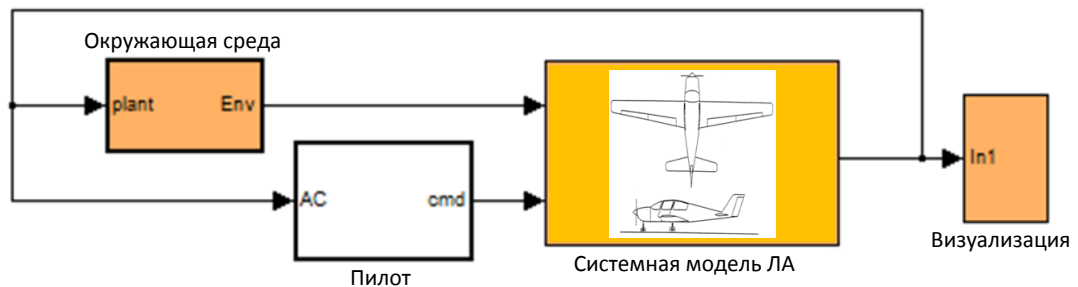 Окружающая среда
plant
Env
AC
cmd
In1
Пилот
Системная модель ЛА
Визуализация